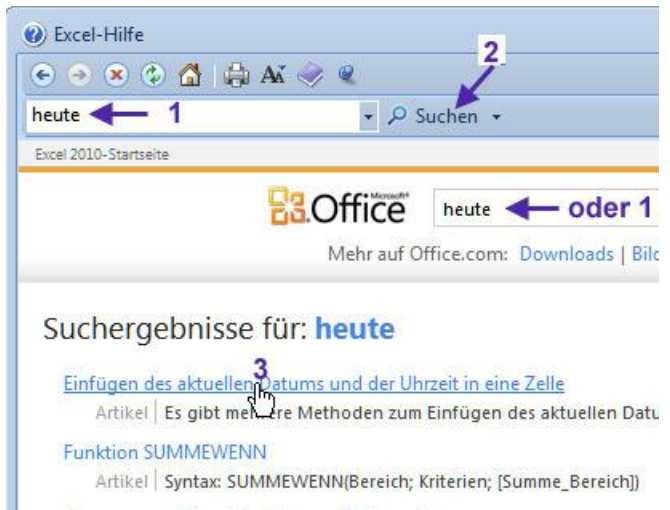 Excel-Hilfe
2
heute 1 Suchen
Excel 2010-Startseite
Microsoft
Office heute oder 1
Mehr auf Office.com: Downloads |
Suchergebnisse für: heute
3
Einfügen des aktuellen Datums und der Uhrzeit in eine Zelle
Artikel | Es gibt mehrere Methoden zum Einfügen des aktuellen
Funktion SUMMEWENN
Artikel | Syntax: SUMMEWENN(Bereich; Kriterien; [Summe_Bereich])